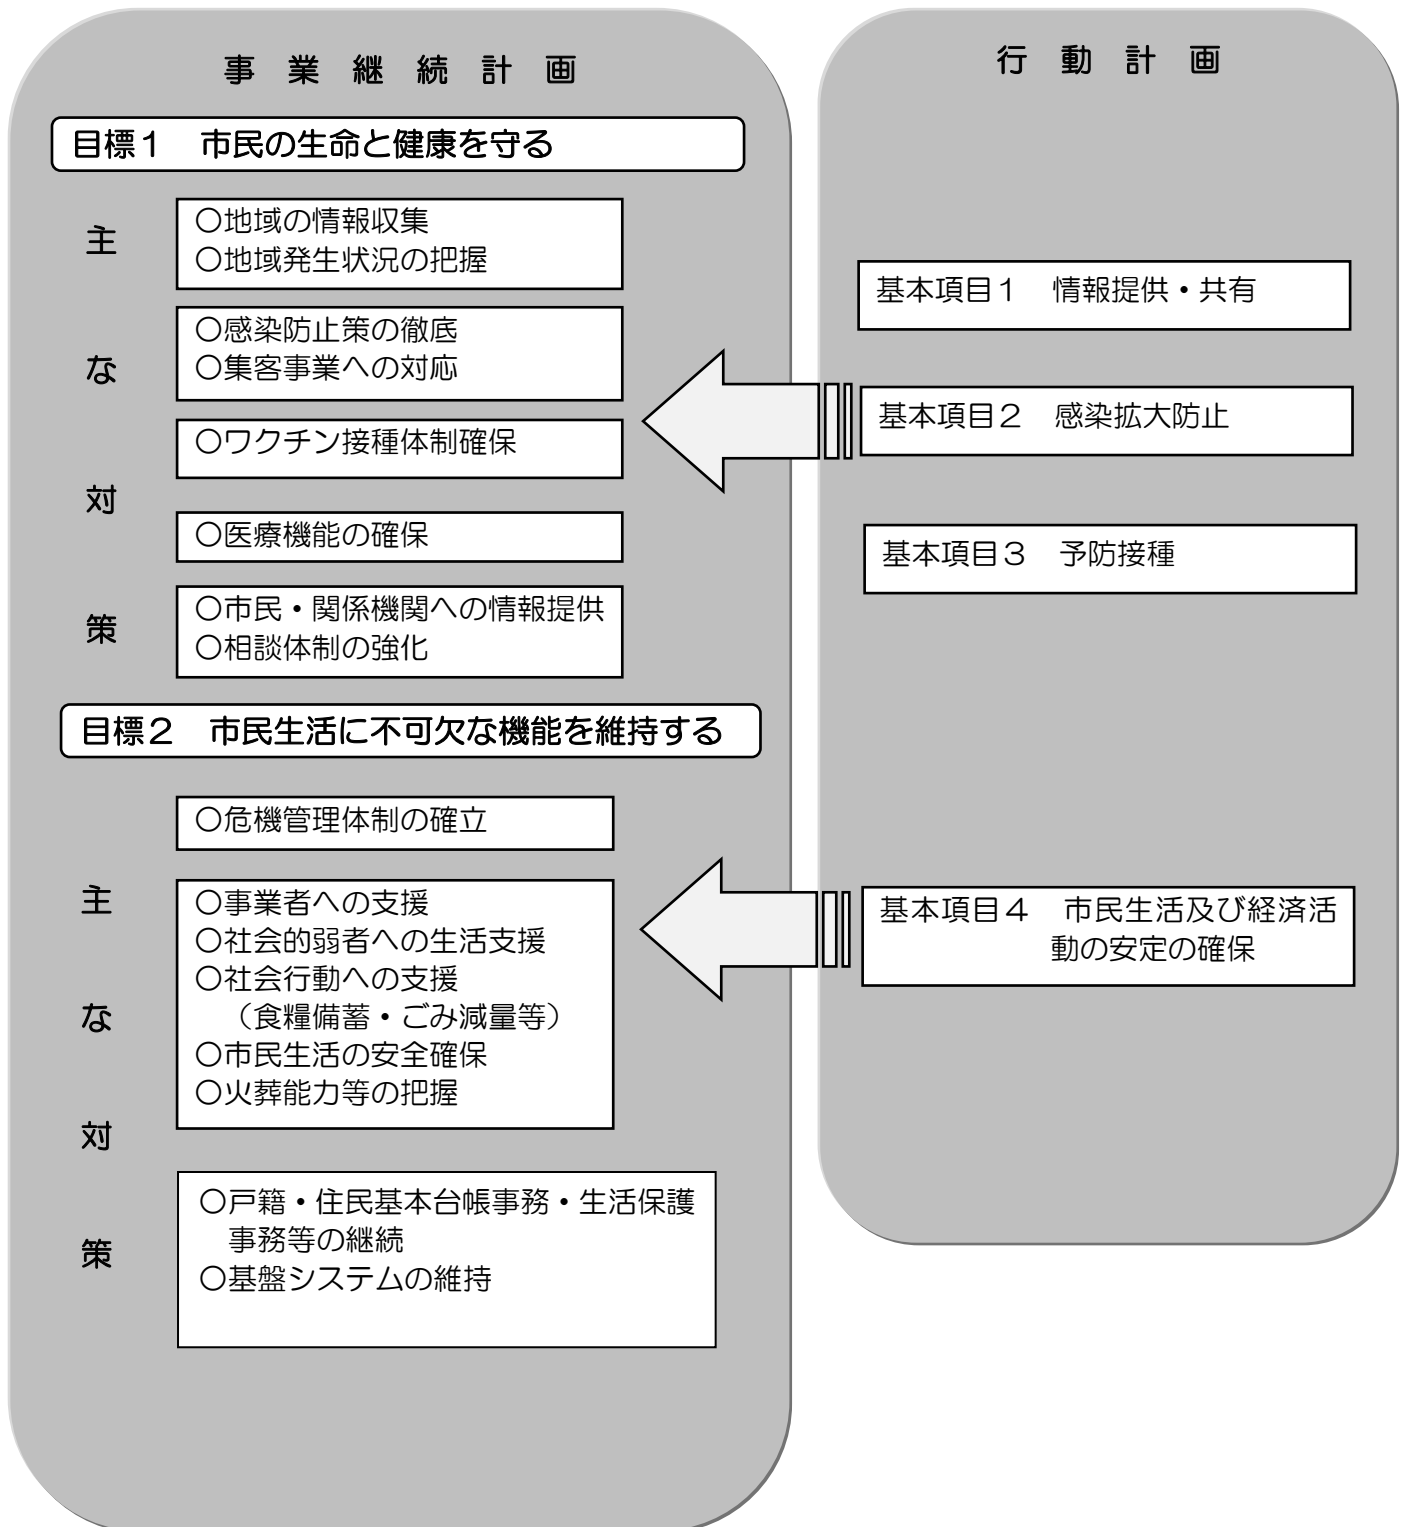 事業継続計画
目標１　市民の生命と健康を守る
主な対策
○地域の情報収集
○地域発生状況の把握
○感染防止策の徹底
○集客事業への対応
○ワクチン接種体制確保
○医療機能の確保
○市民・関係機関への情報提供
○相談体制の強化
目標２　市民生活に不可欠な機能を維持する
主な対策
○危機管理体制の確立
○事業者への支援
○社会的弱者への生活支援
○社会行動への支援
（食糧備蓄・ごみ減量等）
○市民生活の安全確保
○火葬能力等の把握
○戸籍・住民基本台帳事務・生活保護
事務等の継続
○基盤システムの維持
行動計画
基本項目１　情報提供・共有
基本項目２　感染拡大防止
基本項目３　予防接種
基本項目４　市民生活及び経済活
動の安定の確保